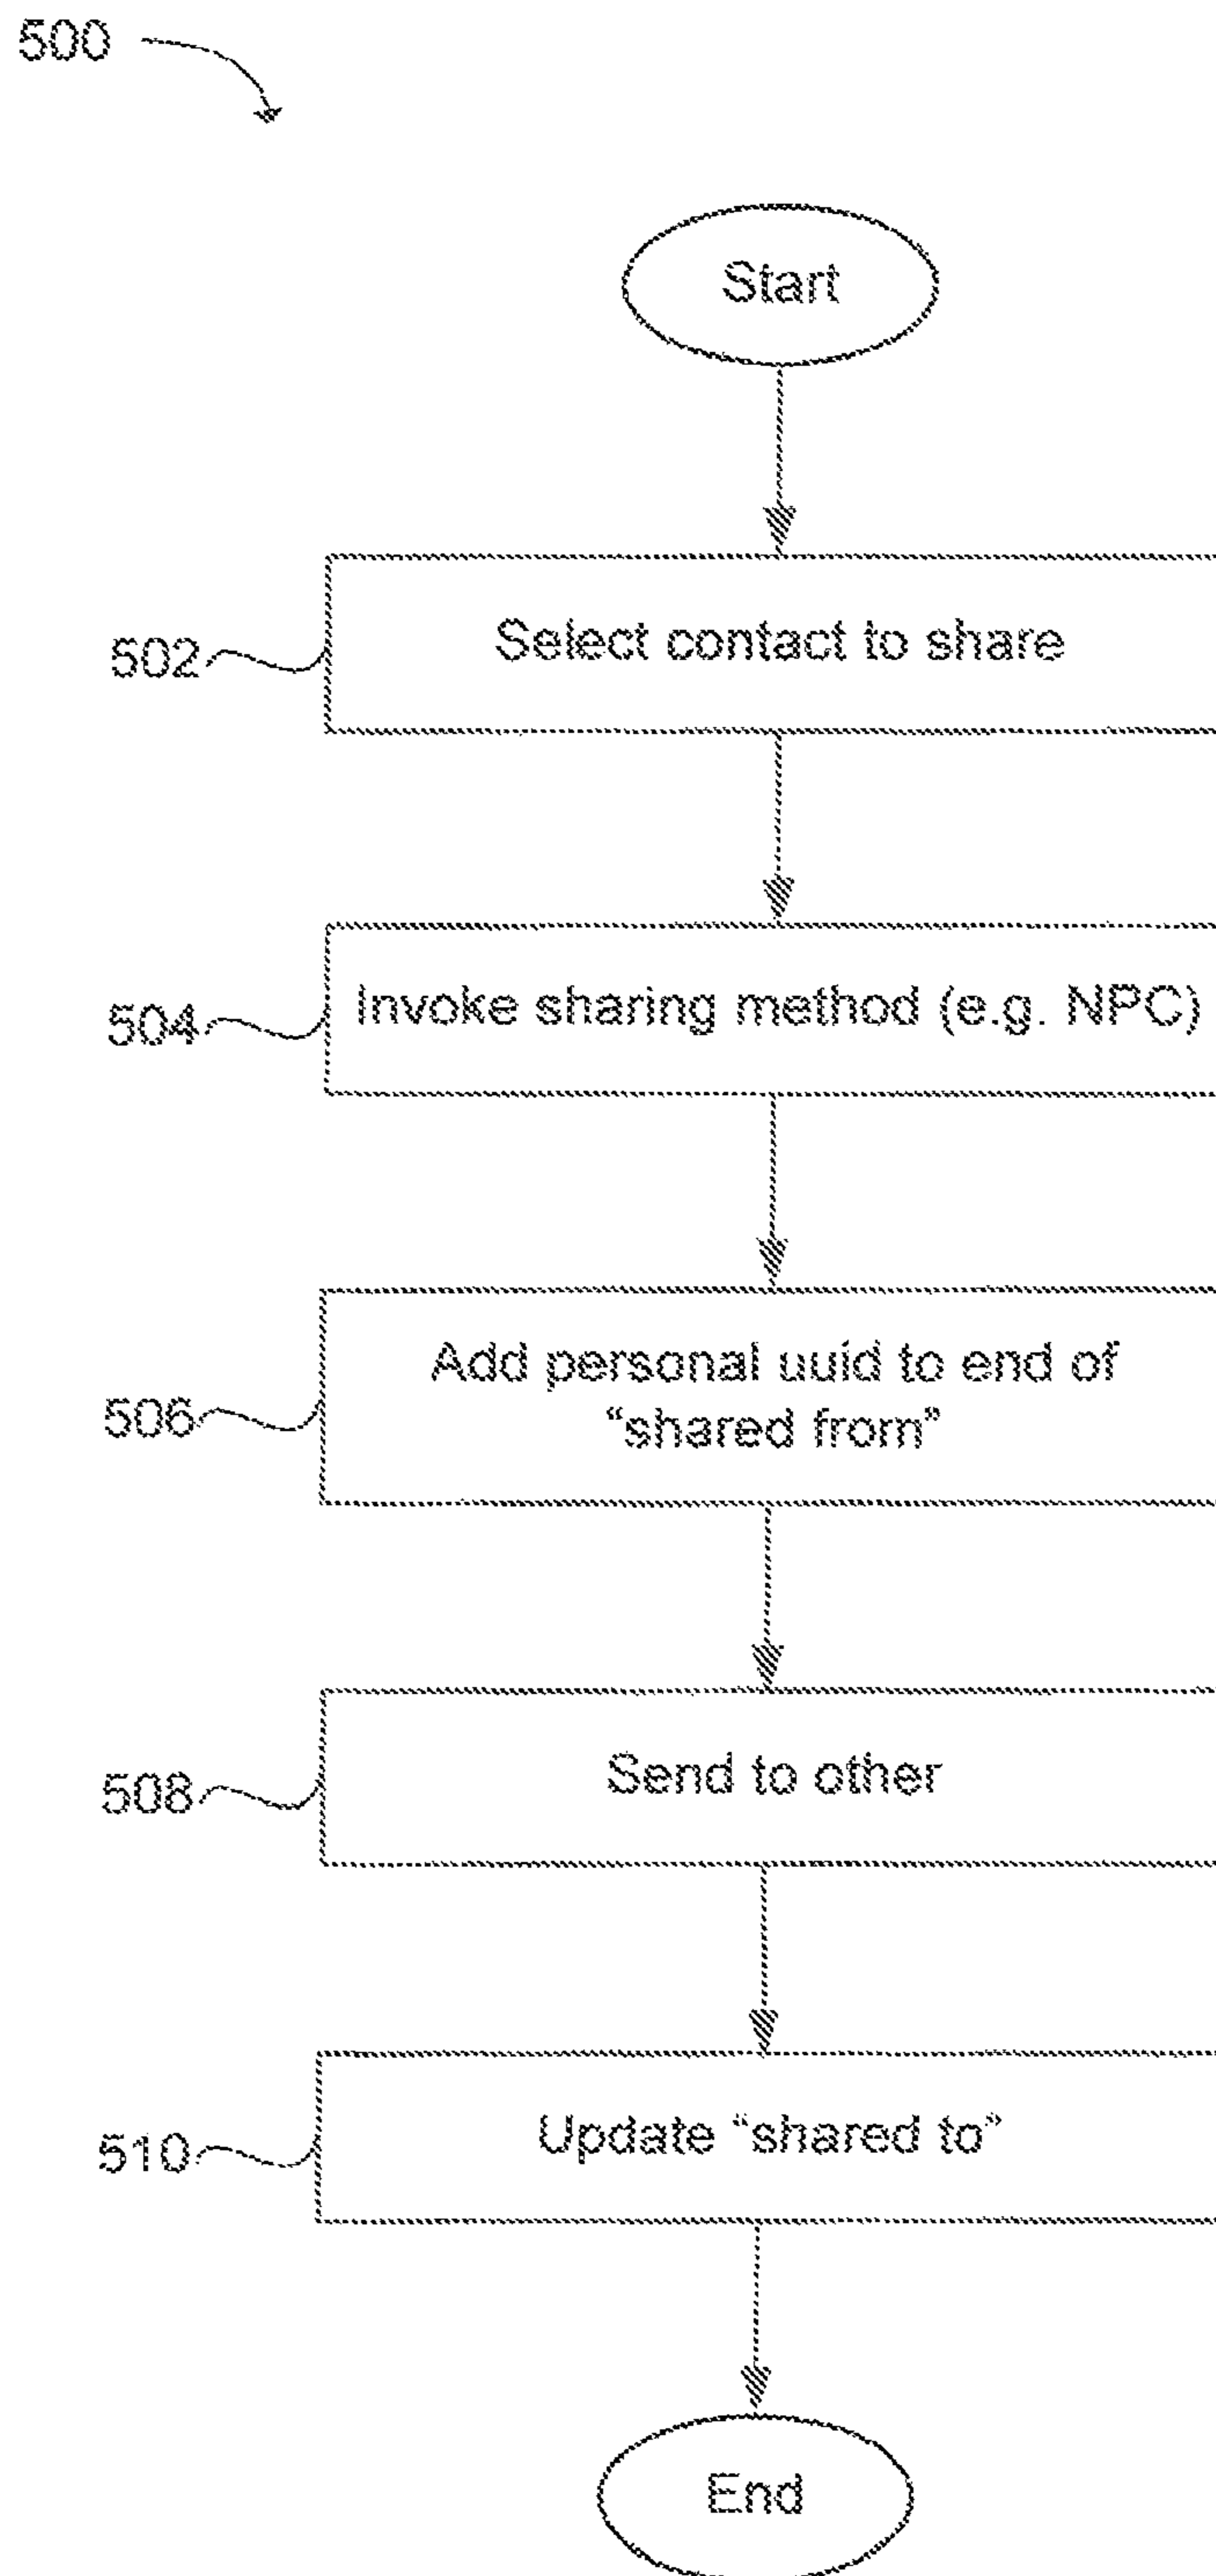 500
Start
502
Select contact to share
504
Invoke sharing method (e.g. NPC)
506
Add personal uuid to end of
“shared from”
508
Send to other
510
Update “shared to”
End